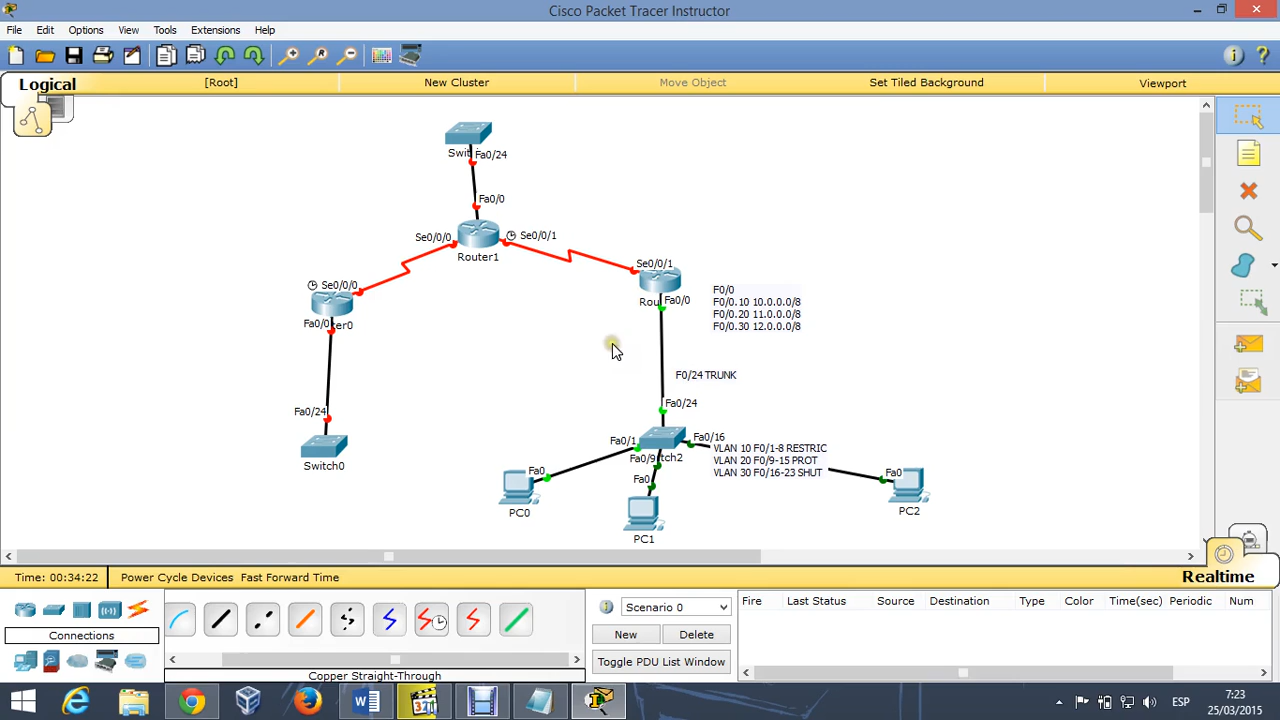 Cisco Packet Tracer Instructor
File Edit Options View Tools Extensions Help
Logical [Root] New Cluster Move Object Set Tiled Background Viewport
Swit Fa0/24
Fa0/0
Se0/0/0 Se0/0/1
Router1
Se0/0/1
Se0/0/0
Rou Fa0/0
Fa0/0 er0
F0/0
F0/0.10 10.0.0.0/8
F0/0.20 11.0.0.0/8
F0/0.30 12.0.0.0/8
F0/24 TRUNK
Fa0/24
Fa0/24
Switch0
Fa0/1 Fa0/16
Fa0/9 tch2
VLAN 10 F0/1-8 RESTRIC
VLAN 20 F0/9-15 PROT
VLAN 30 F0/16-23 SHUT
Fa0
PC0
Fa0
PC1
Fa0
PC2
Time: 00:34:22 Power Cycle Devices Fast Forward Time Realtime
Connections
Copper Straight-Through
Scenario 0
New Delete
Toggle PDU List Window
Fire Last Status Source Destination Type Color Time(sec) Periodic Num
ESP
7:23
25/03/2015